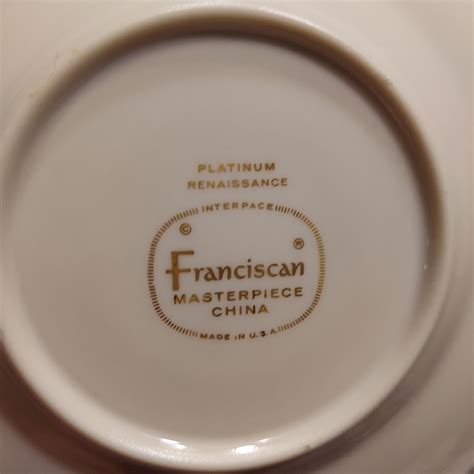 PLATINUM
RENAISSANCE
INTERPACE
© ®
Franciscan
MASTERPIECE
CHINA
MADE IN U.S.A.